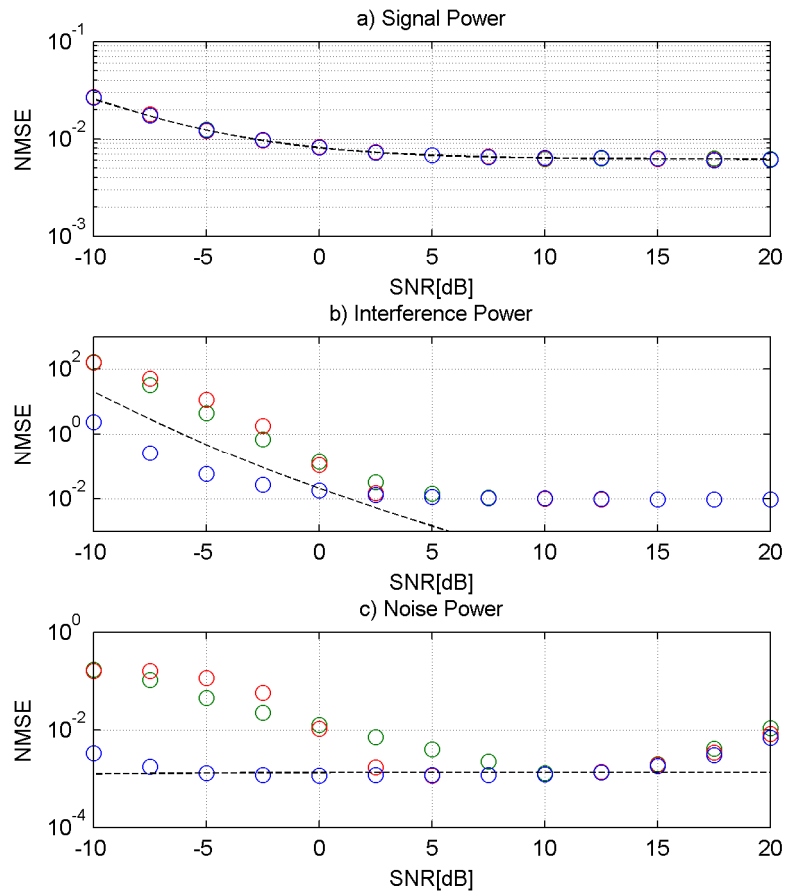 a) Signal Power
10^-1
10^-2
10^-3
NMSE
-10 -5 0 5 10 15 20
SNR[dB]
b) Interference Power
10^2
10^0
10^-2
NMSE
-10 -5 0 5 10 15 20
SNR[dB]
c) Noise Power
10^0
10^-2
10^-4
NMSE
-10 -5 0 5 10 15 20
SNR[dB]